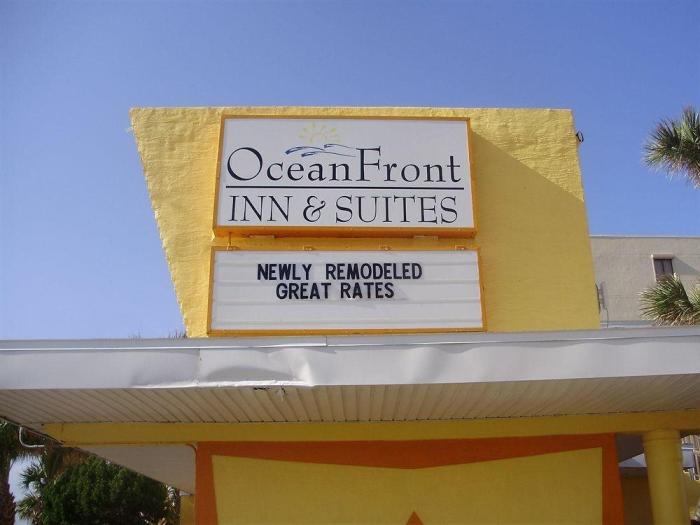 OceanFront
INN & SUITES
NEWLY REMODELED
GREAT RATES